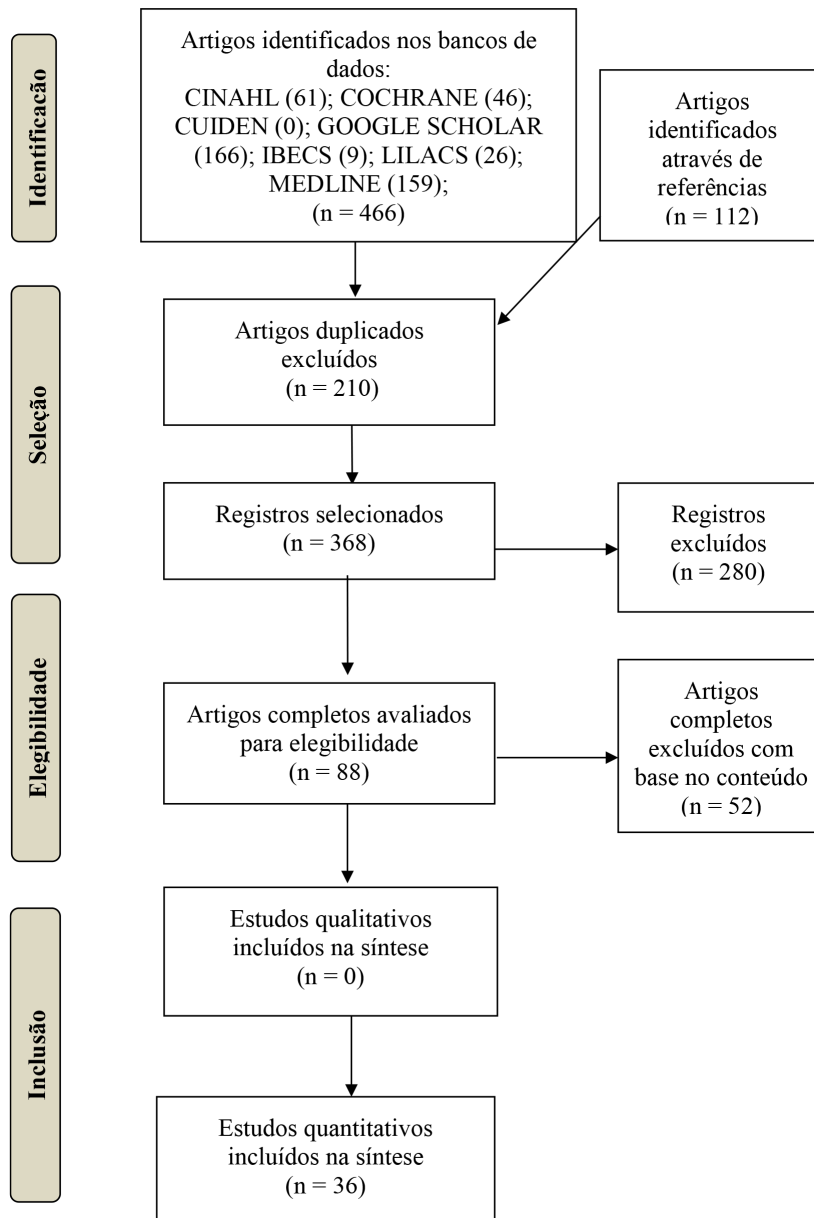 Identificação
Artigos identificados nos bancos de
dados:
CINAHL (61); COCHRANE (46);
CUIDEN (0); GOOGLE SCHOLAR
(166); IBECS (9); LILACS (26);
MEDLINE (159);
(n = 466)
Artigos
identificados
através de
referências
(n = 112)
Seleção
Artigos duplicados
excluídos
(n = 210)
Registros selecionados
(n = 368)
Registros
excluídos
(n = 280)
Elegibilidade
Artigos completos avaliados
para elegibilidade
(n = 88)
Artigos
completos
excluídos com
base no conteúdo
(n = 52)
Inclusão
Estudos qualitativos
incluídos na síntese
(n = 0)
Estudos quantitativos
incluídos na síntese
(n = 36)